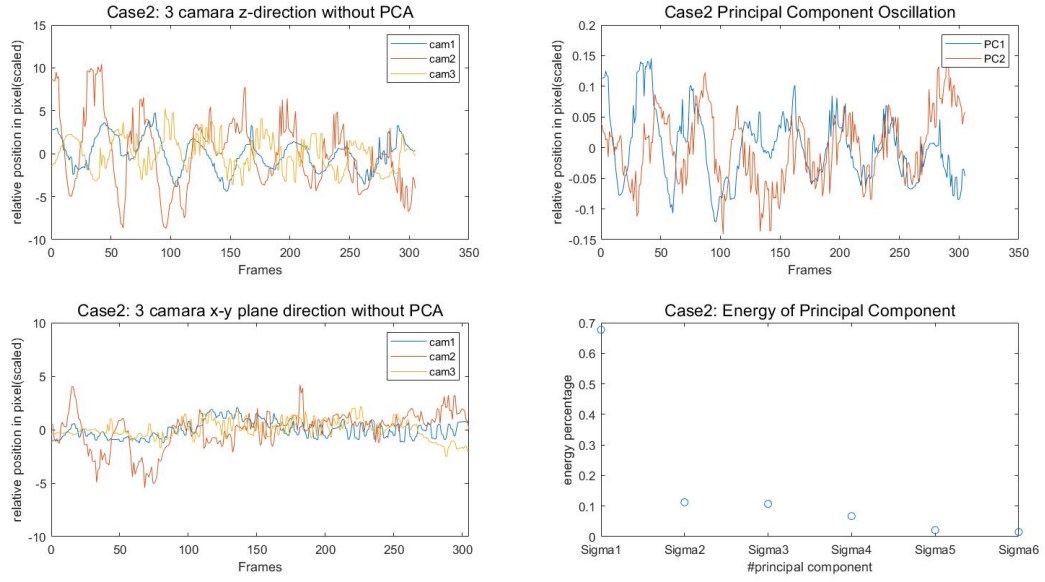 Case2: 3 camara z-direction without PCA
relative position in pixel(scaled)
15
10
5
0
-5
-10
0 50 100 150 200 250 300 350
Frames
cam1
cam2
cam3
Case2 Principal Component Oscillation
relative position in pixel(scaled)
0.15
0.1
0.05
0
-0.05
-0.1
-0.15
0 50 100 150 200 250 300 350
Frames
PC1
PC2
Case2: 3 camara x-y plane direction without PCA
relative position in pixel(scaled)
10
5
0
-5
-10
0 50 100 150 200 250 300
Frames
cam1
cam2
cam3
Case2: Energy of Principal Component
energy percentage
0.7
0.6
0.5
0.4
0.3
0.2
0.1
0
Sigma1 Sigma2 Sigma3 Sigma4 Sigma5 Sigma6
#principal component